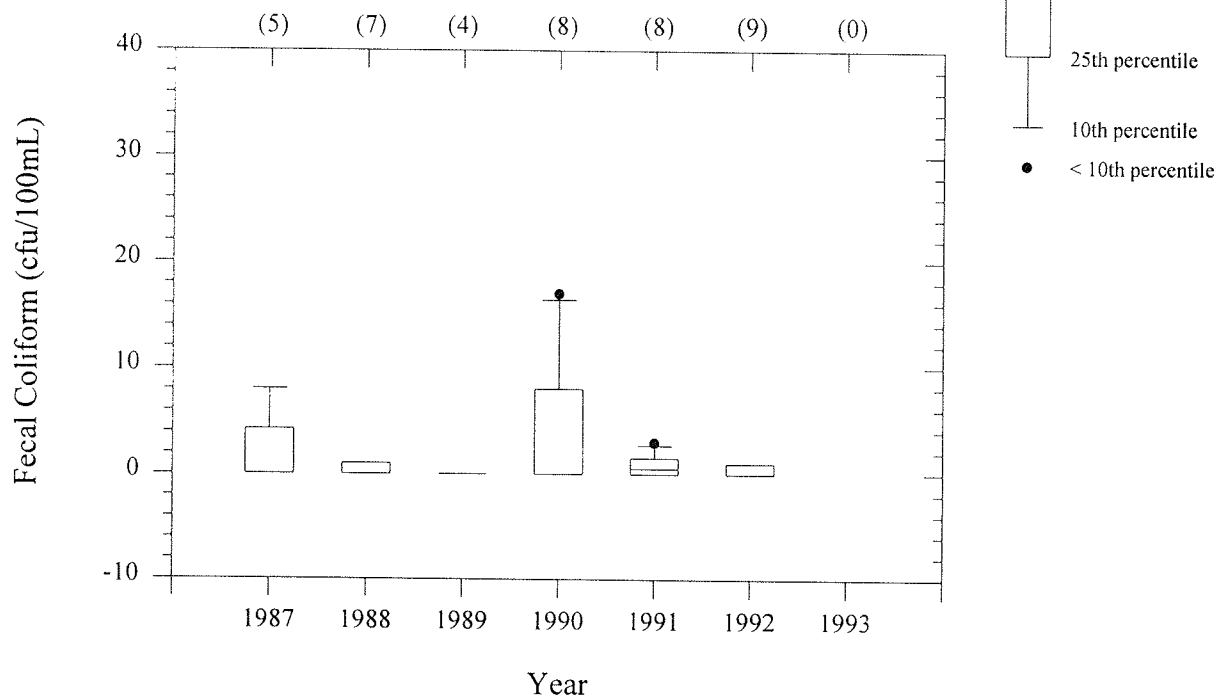 (5) (7) (4) (8) (8) (9) (0)
40
30
20
10
0
-10
Fecal Coliform (cfu/100mL)
1987 1988 1989 1990 1991 1992 1993
Year
25th percentile
10th percentile
< 10th percentile